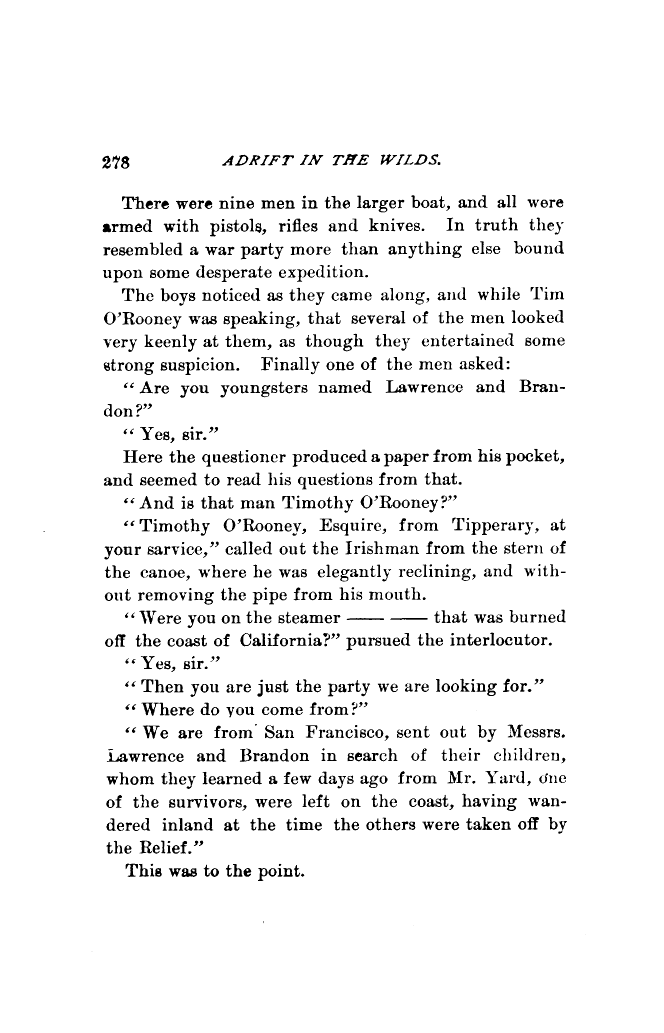 278 ADRIFT IN THE WILDS.
There were nine men in the larger boat, and all were
armed with pistols, rifles and knives. In truth they
resembled a war party more than anything else bound
upon some desperate expedition.
The boys noticed as they came along, and while Tim
O'Rooney was speaking, that several of the men looked
very keenly at them, as though they entertained some
strong suspicion. Finally one of the men asked:
“Are you youngsters named Lawrence and Bran-
don?”
“Yes, sir.”
Here the questioner produced a paper from his pocket,
and seemed to read his questions from that.
“And is that man Timothy O'Rooney?”
“Timothy O'Rooney, Esquire, from Tipperary, at
your sarvice,” called out the Irishman from the stern of
the canoe, where he was elegantly reclining, and with-
out removing the pipe from his mouth.
“Were you on the steamer —— —— that was burned
off the coast of California?” pursued the interlocutor.
“Yes, sir.”
“Then you are just the party we are looking for.”
“Where do you come from?”
“We are from San Francisco, sent out by Messrs.
Lawrence and Brandon in search of their children,
whom they learned a few days ago from Mr. Yard, one
of the survivors, were left on the coast, having wan-
dered inland at the time the others were taken off by
the Relief.”
This was to the point.